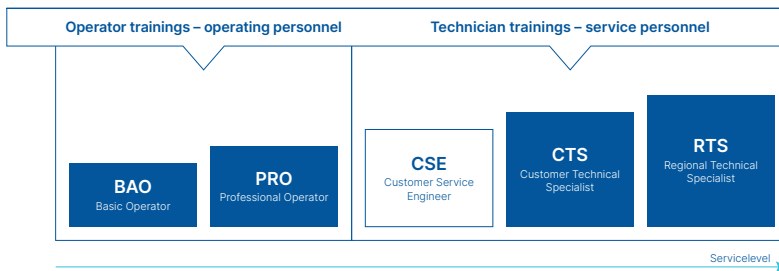 Operator trainings – operating personnel
Technician trainings – service personnel
BAO
Basic Operator
PRO
Professional Operator
CSE
Customer Service
Engineer
CTS
Customer Technical
Specialist
RTS
Regional Technical
Specialist
Servicelevel